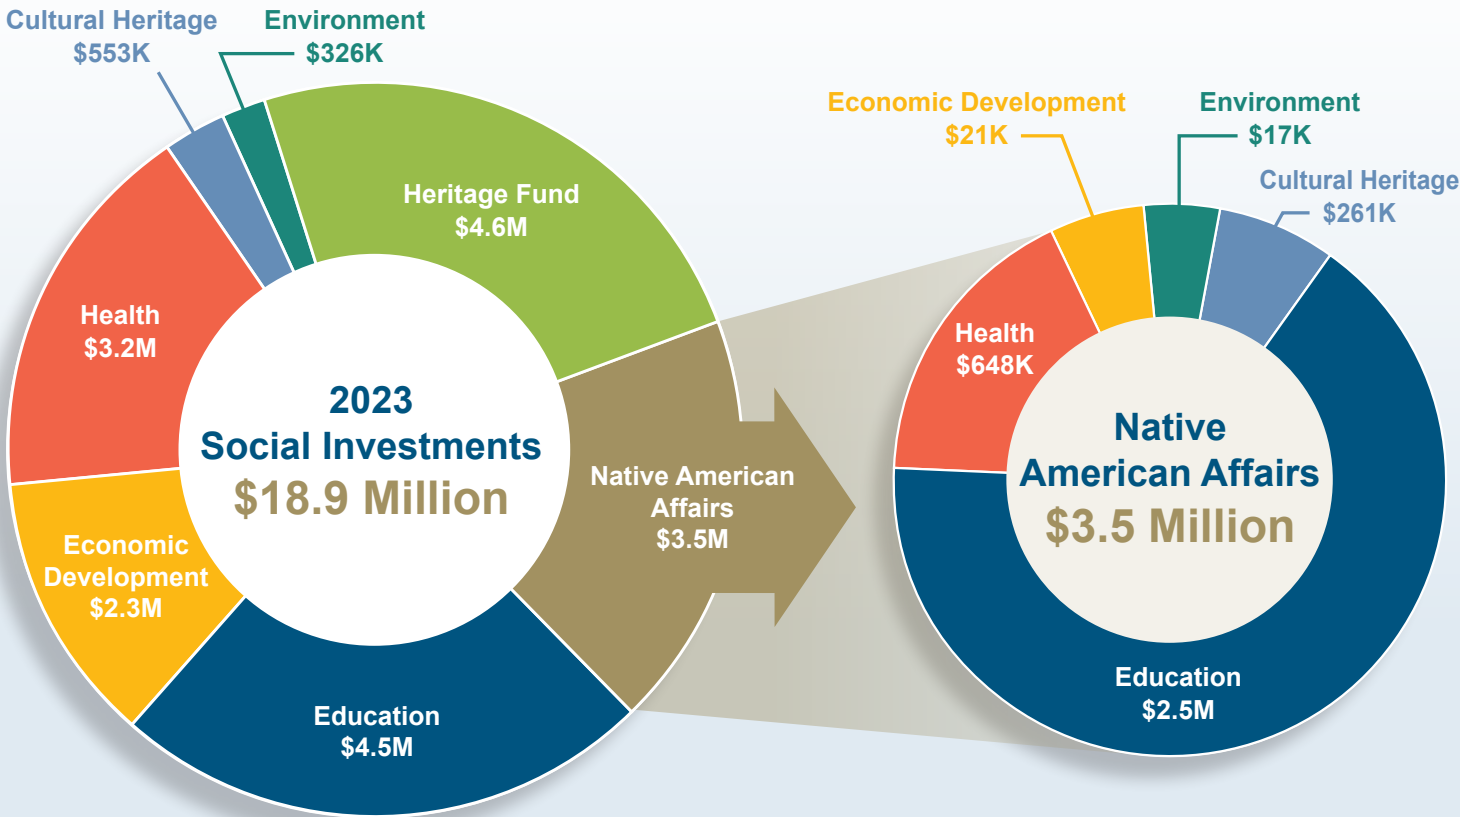 Cultural Heritage
$553K
Environment
$326K
Heritage Fund
$4.6M
Health
$3.2M
2023
Social Investments
$18.9 Million
Native American
Affairs
$3.5M
Economic
Development
$2.3M
Education
$4.5M
Economic Development
$21K
Environment
$17K
Cultural Heritage
$261K
Health
$648K
Native
American Affairs
$3.5 Million
Education
$2.5M